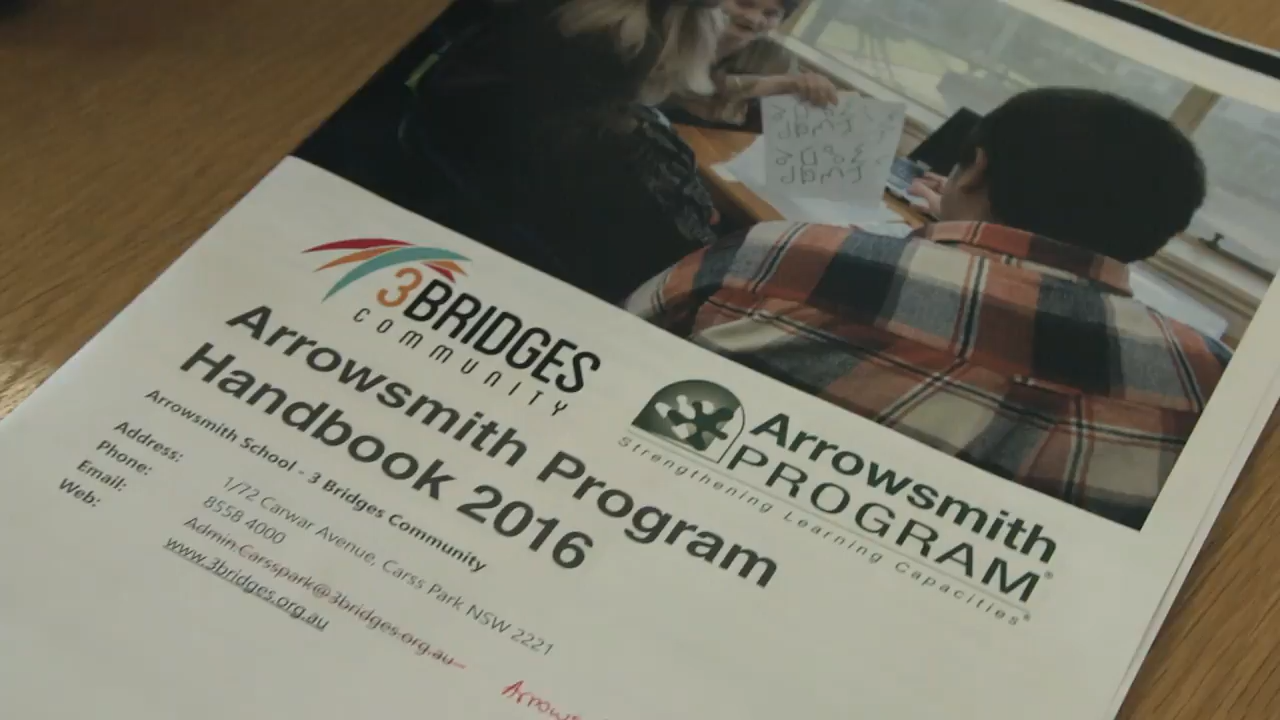 3BRIDGES
COMMUNITY
Arrowsmith
PROGRAM®
Strengthening Learning Capacities®
Arrowsmith Program
Handbook 2016
Arrowsmith School - 3 Bridges Community
Address: 1/72 Carwar Avenue, Carss Park NSW 2221
Phone: 8558 4000
Email: Admin.Carsspark@3bridges.org.au
Web: www.3bridges.org.au